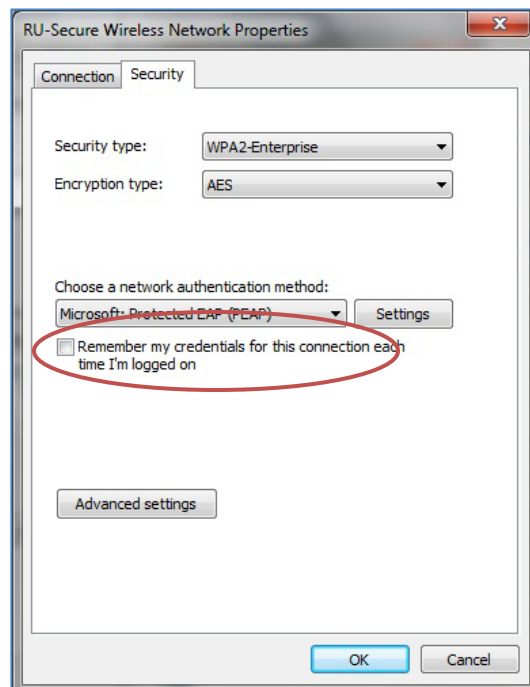 RU-Secure Wireless Network Properties
Connection
Security
Security type:
WPA2-Enterprise
Encryption type:
AES
Choose a network authentication method:
Microsoft: Protected EAP (PEAP)
Settings
Remember my credentials for this connection each
time I'm logged on
Advanced settings
OK
Cancel